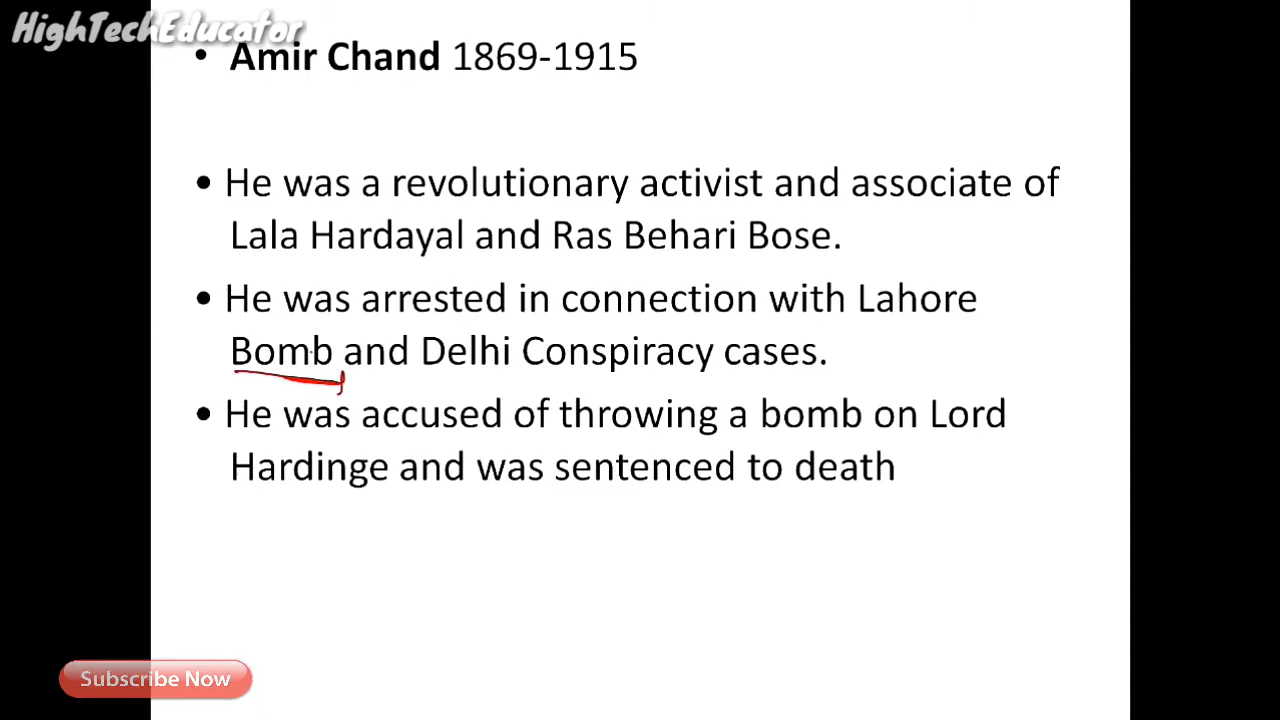 HighTechEducator
• Amir Chand 1869-1915
• He was a revolutionary activist and associate of
Lala Hardayal and Ras Behari Bose.
• He was arrested in connection with Lahore
Bomb and Delhi Conspiracy cases.
• He was accused of throwing a bomb on Lord
Hardinge and was sentenced to death
Subscribe Now